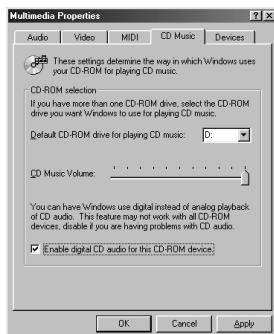 Multimedia Properties
Audio Video MIDI CD Music Devices
These settings determine the way in which Windows uses
your CD-ROM for playing CD music.
CD-ROM selection
If you have more than one CD-ROM drive, select the CD-ROM
drive you want Windows to use for playing CD music.
Default CD-ROM drive for playing CD music: D:
CD Music Volume:
You can have Windows use digital instead of analog playback
of CD audio. This feature may not work with all CD-ROM
devices, disable if you are having problems with CD audio.
Enable digital CD audio for this CD-ROM device.
OK Cancel Apply